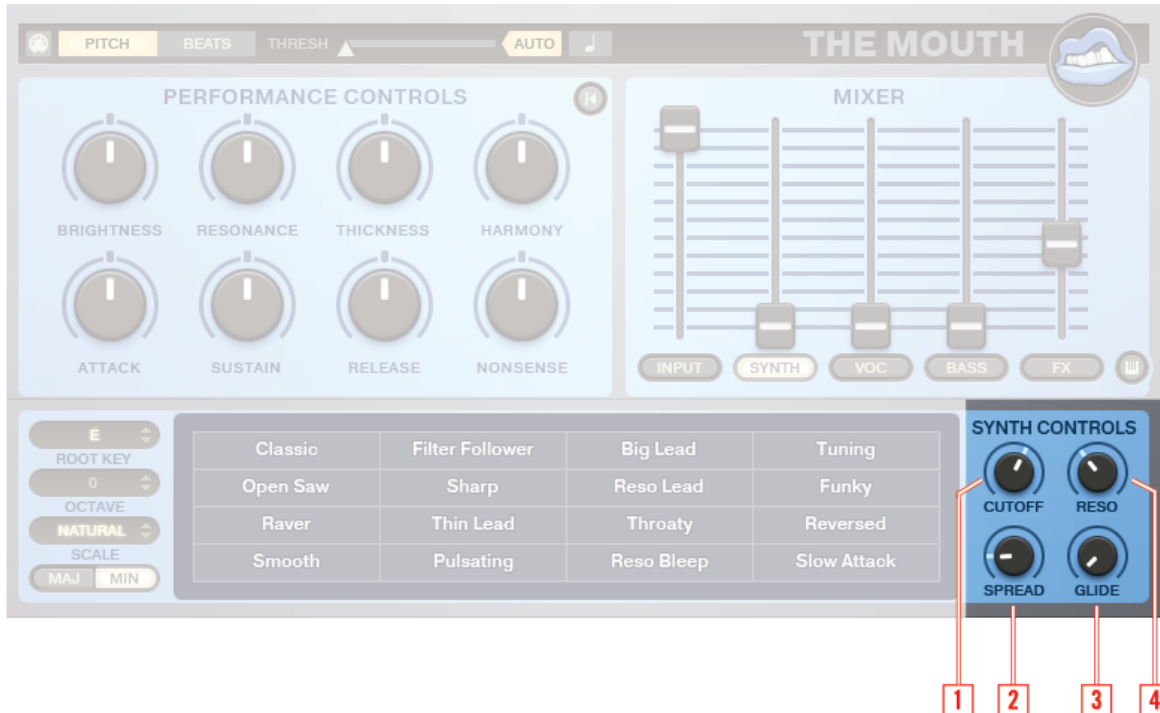 PITCH BEATS THRESH AUTO THE MOUTH
PERFORMANCE CONTROLS
BRIGHTNESS RESONANCE THICKNESS HARMONY
ATTACK SUSTAIN RELEASE NONSENSE
MIXER
INPUT SYNTH VOC BASS FX
E
ROOT KEY
0
OCTAVE
NATURAL
SCALE
MAJ MIN
Classic Filter Follower Big Lead Tuning
Open Saw Sharp Reso Lead Funky
Raver Thin Lead Throaty Reversed
Smooth Pulsating Reso Bleep Slow Attack
SYNTH CONTROLS
CUTOFF RESO
SPREAD GLIDE
1 2 3 4